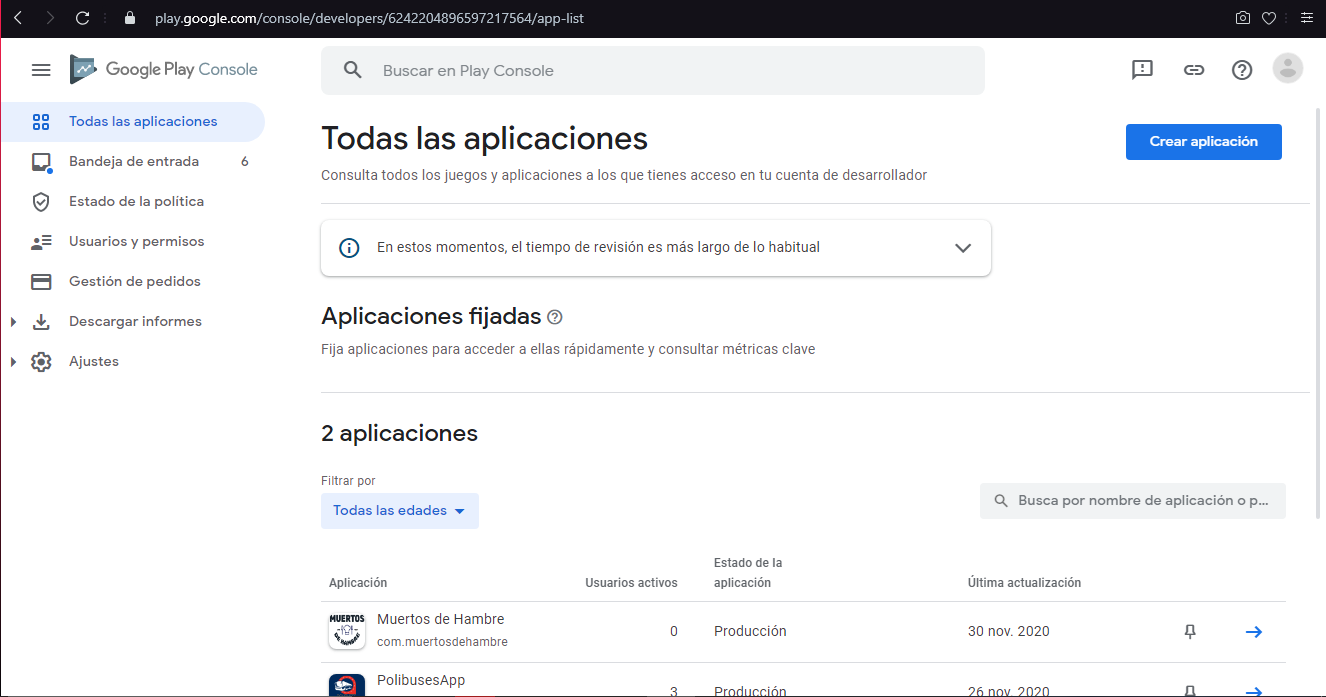 play.google.com/console/developers/6242204896597217564/app-list
Google Play Console
Buscar en Play Console
Todas las aplicaciones
Bandeja de entrada 6
Estado de la política
Usuarios y permisos
Gestión de pedidos
Descargar informes
Ajustes
Todas las aplicaciones
Crear aplicación
Consulta todos los juegos y aplicaciones a los que tienes acceso en tu cuenta de desarrollador
En estos momentos, el tiempo de revisión es más largo de lo habitual
Aplicaciones fijadas
Fija aplicaciones para acceder a ellas rápidamente y consultar métricas clave
2 aplicaciones
Filtrar por
Todas las edades
Busca por nombre de aplicación o p...
Aplicación Usuarios activos Estado de la aplicación Última actualización
MUERTOS
DE HAMBRE
Muertos de Hambre
com.muertosdehambre
0 Producción 30 nov. 2020
PolibusesApp
3 Producción 26 nov. 2020